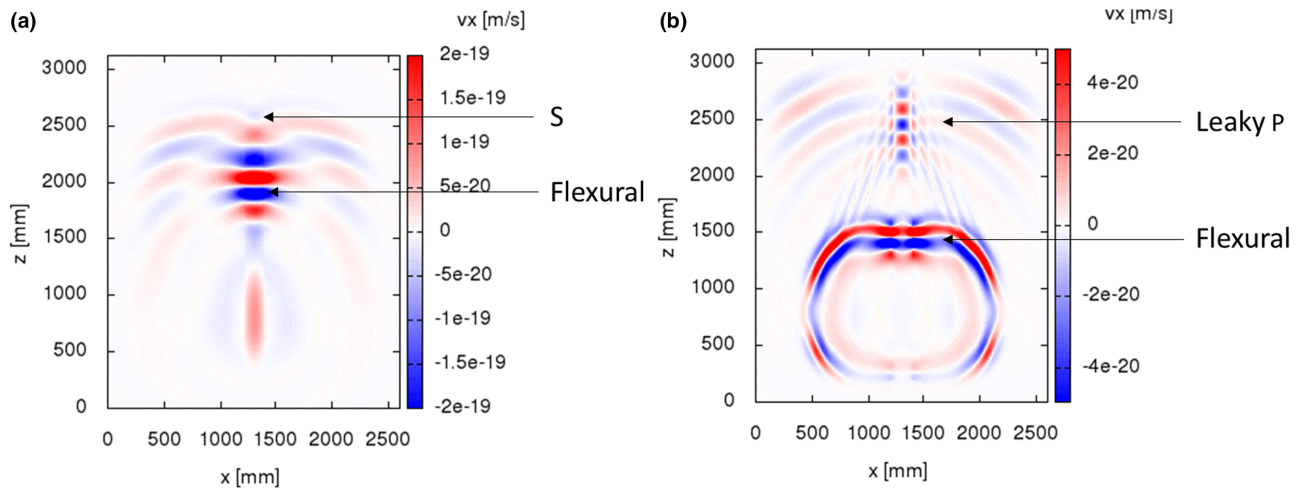 (a)
vx [m/s]
3000
2500
2000
1500
1000
500
0
z [mm]
0 500 1000 1500 2000 2500
x [mm]
2e-19
1.5e-19
1e-19
5e-20
0
-5e-20
-1e-19
-1.5e-19
-2e-19
S
Flexural
(b)
vx [m/s]
3000
2500
2000
1500
1000
500
0
z [mm]
0 500 1000 1500 2000 2500
x [mm]
4e-20
2e-20
0
-2e-20
-4e-20
Leaky P
Flexural